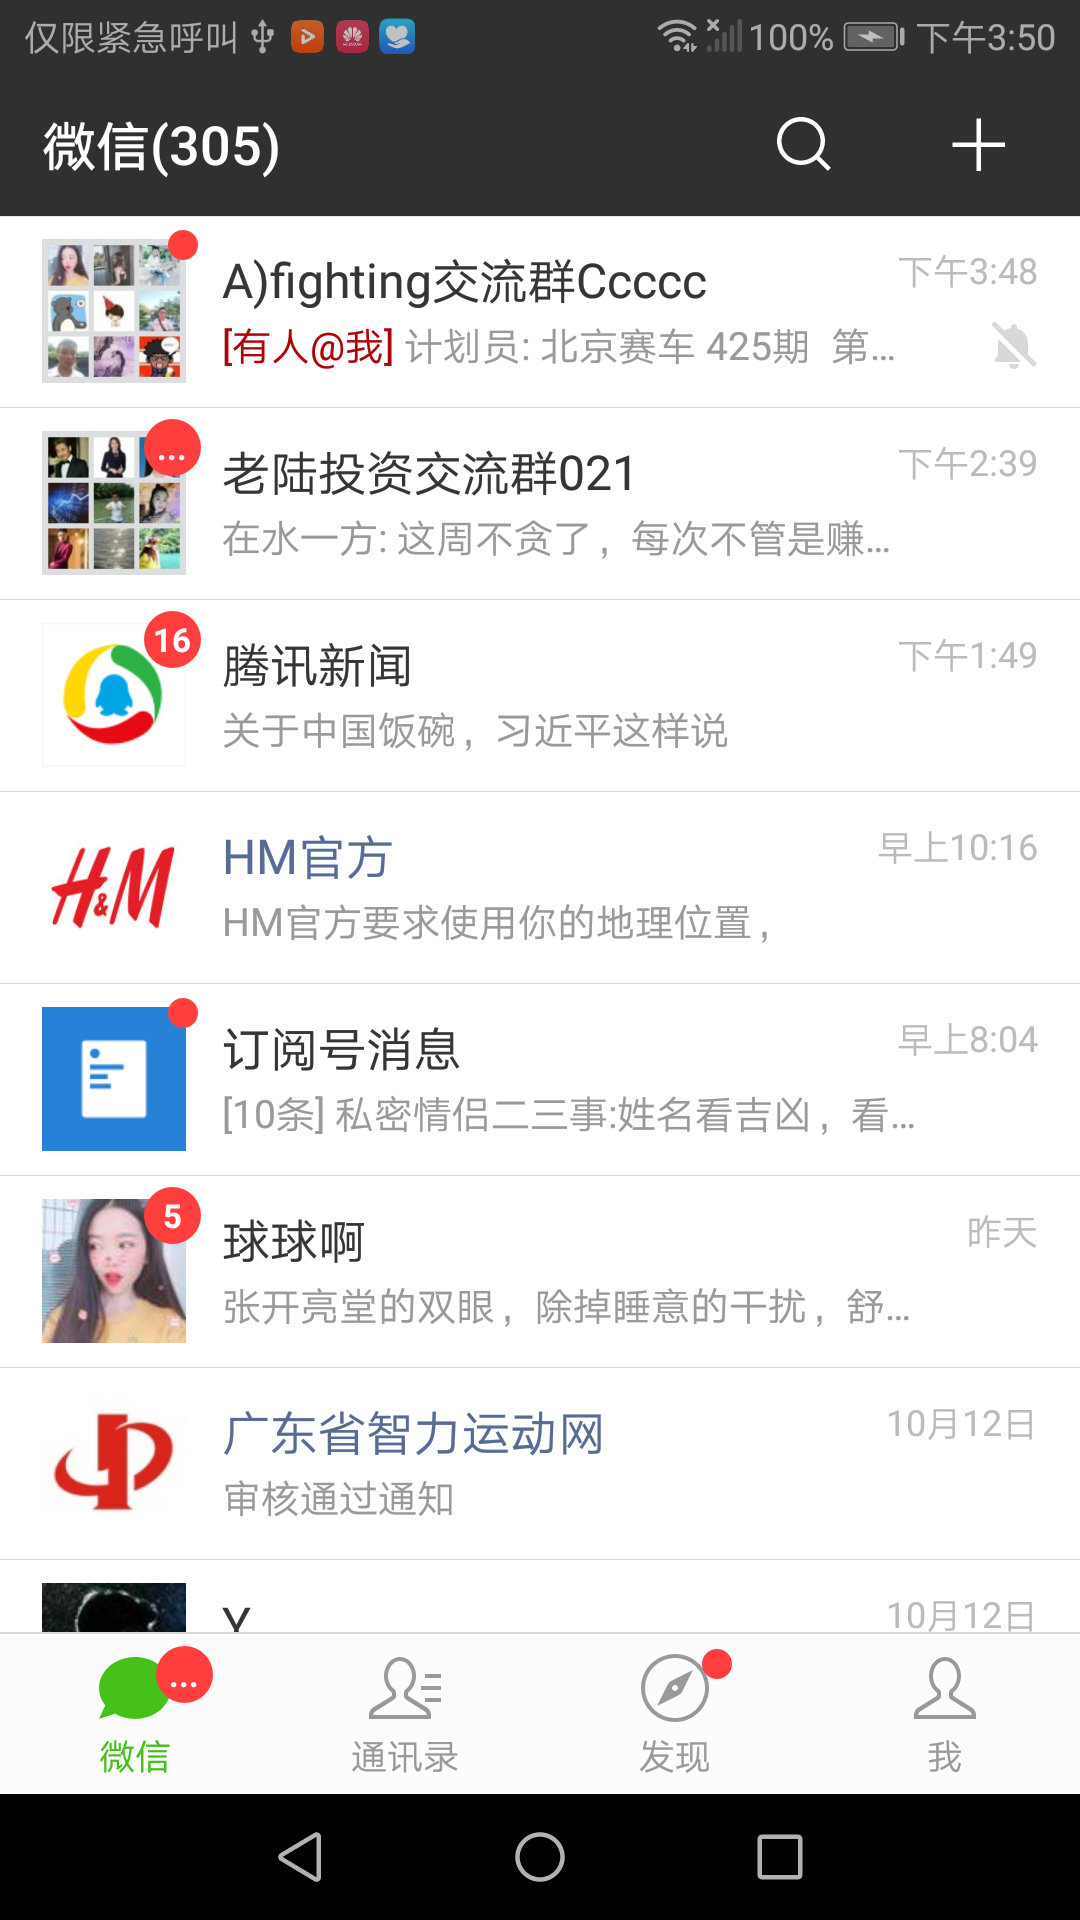 仅限紧急呼叫 100% 下午3:50
微信(305)
A)fighting交流群Ccccc 下午3:48
[有人@我] 计划员: 北京赛车 425期 第...
... 老陆投资交流群021 下午2:39
在水一方: 这周不贪了，每次不管是赚...
16 腾讯新闻 下午1:49
关于中国饭碗，习近平这样说
H&M HM官方 早上10:16
HM官方要求使用你的地理位置，
订阅号消息 早上8:04
[10条] 私密情侣二三事:姓名看吉凶，看...
5 球球啊 昨天
张开亮堂的双眼，除掉睡意的干扰，舒...
广东省智力运动网 10月12日
审核通过通知
Y 10月12日
...
微信 通讯录 发现 我